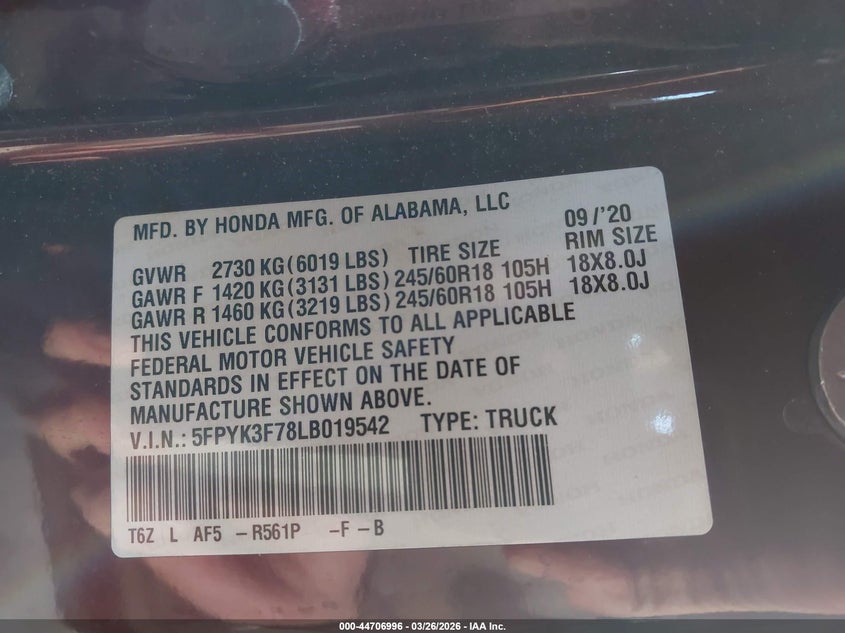 MFD. BY HONDA MFG. OF ALABAMA, LLC 09/'20
GVWR 2730 KG(6019 LBS) TIRE SIZE RIM SIZE
GAWR F 1420 KG(3131 LBS) 245/60R18 105H 18X8.0J
GAWR R 1460 KG(3219 LBS) 245/60R18 105H 18X8.0J
THIS VEHICLE CONFORMS TO ALL APPLICABLE
FEDERAL MOTOR VEHICLE SAFETY
STANDARDS IN EFFECT ON THE DATE OF
MANUFACTURE SHOWN ABOVE.
V.I.N.: 5FPYK3F78LB019542 TYPE: TRUCK
T6Z L AF5 -R561P -F -B
000-44706996 - 03/26/2026 - IAA Inc.